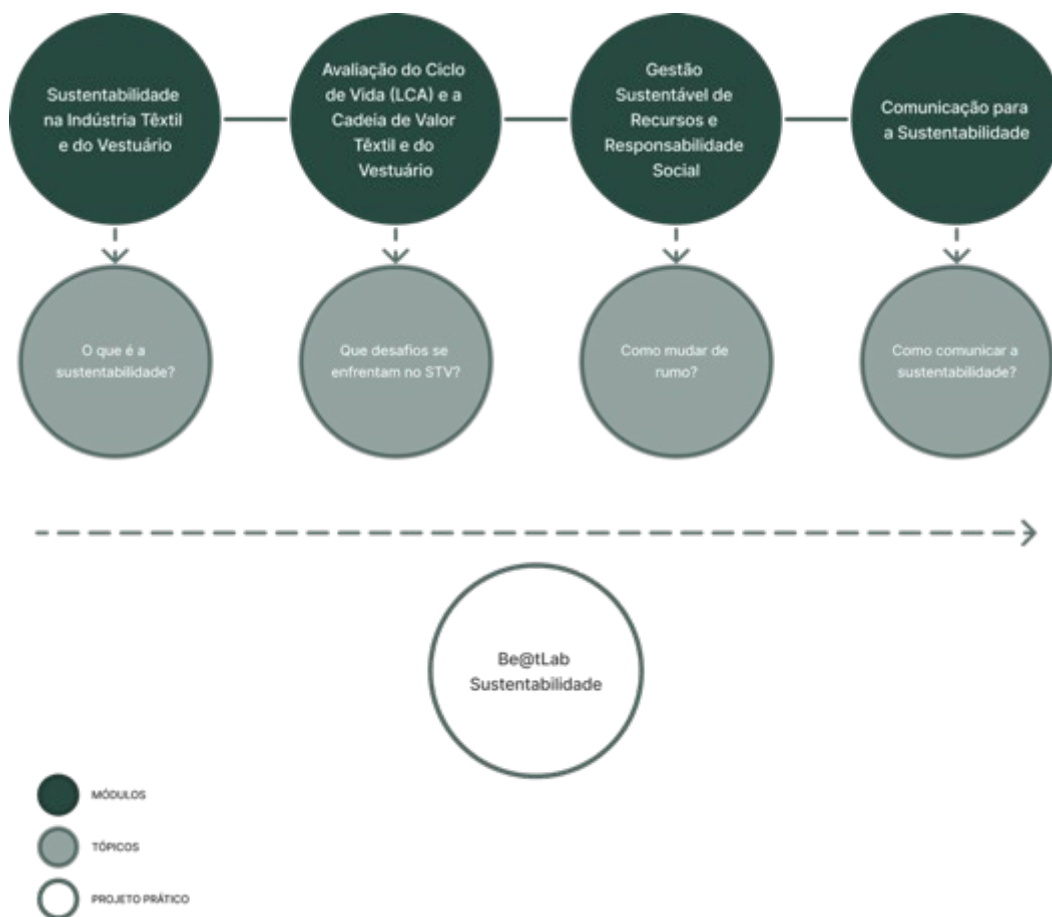 Sustentabilidade
na Indústria Têxtil
e do Vestuário
Avaliação do Ciclo
de Vida (LCA) e a
Cadeia de Valor
Têxtil e do
Vestuário
Gestão
Sustentável de
Recursos e
Responsabilidade
Social
Comunicação para
a Sustentabilidade
O que é a
sustentabilidade?
Que desafios se
enfrentam no STV?
Como mudar de
rumo?
Como comunicar a
sustentabilidade?
Be@tLab
Sustentabilidade
MÓDULOS
TÓPICOS
PROJETO PRÁTICO